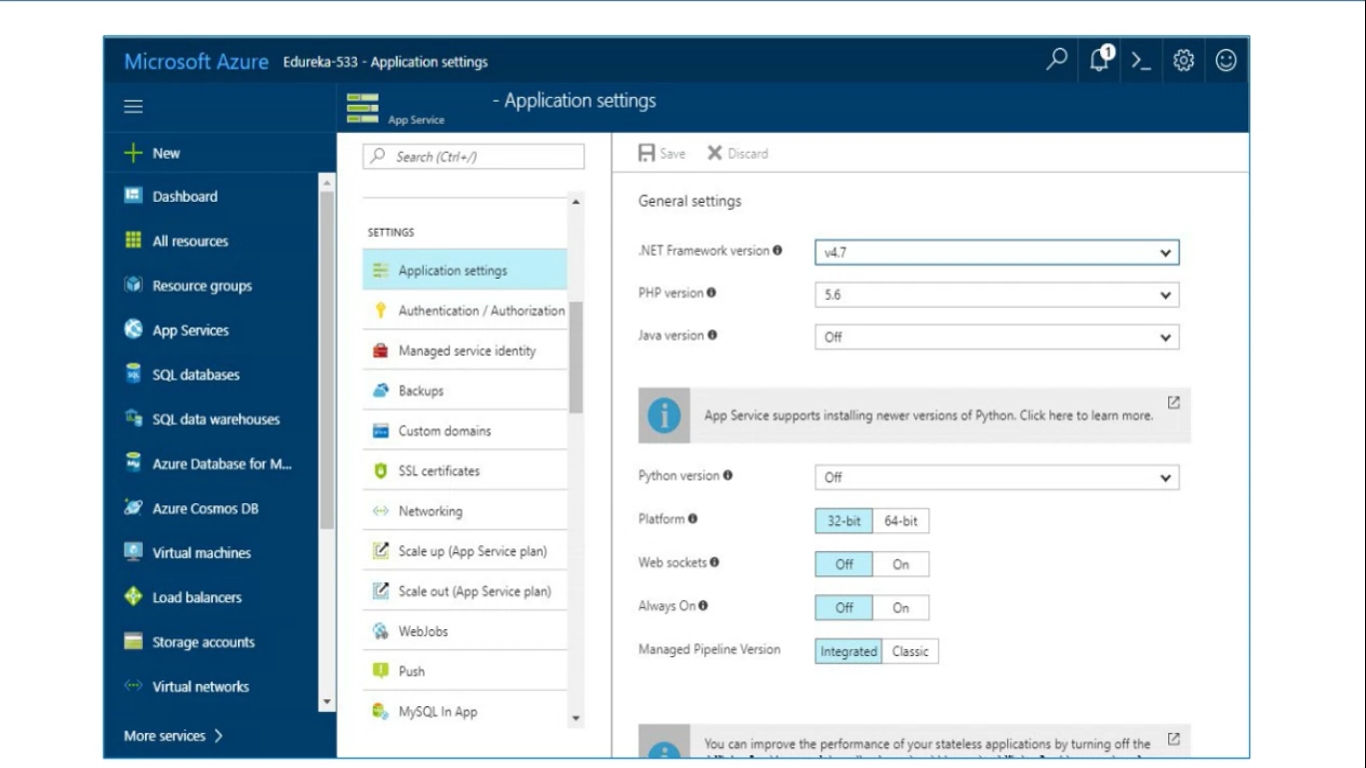 Microsoft Azure Edureka-533 - Application settings
1
- Application settings
App Service
New
Dashboard
All resources
Resource groups
App Services
SQL databases
SQL data warehouses
Azure Database for M...
Azure Cosmos DB
Virtual machines
Load balancers
Storage accounts
Virtual networks
More services
Search (Ctrl+/)
SETTINGS
Application settings
Authentication / Authorization
Managed service identity
Backups
Custom domains
SSL certificates
Networking
Scale up (App Service plan)
Scale out (App Service plan)
WebJobs
Push
MySQL In App
Save Discard
General settings
.NET Framework version v4.7
PHP version 5.6
Java version Off
App Service supports installing newer versions of Python. Click here to learn more.
Python version Off
Platform 32-bit 64-bit
Web sockets Off On
Always On Off On
Managed Pipeline Version Integrated Classic
You can improve the performance of your stateless applications by turning off the